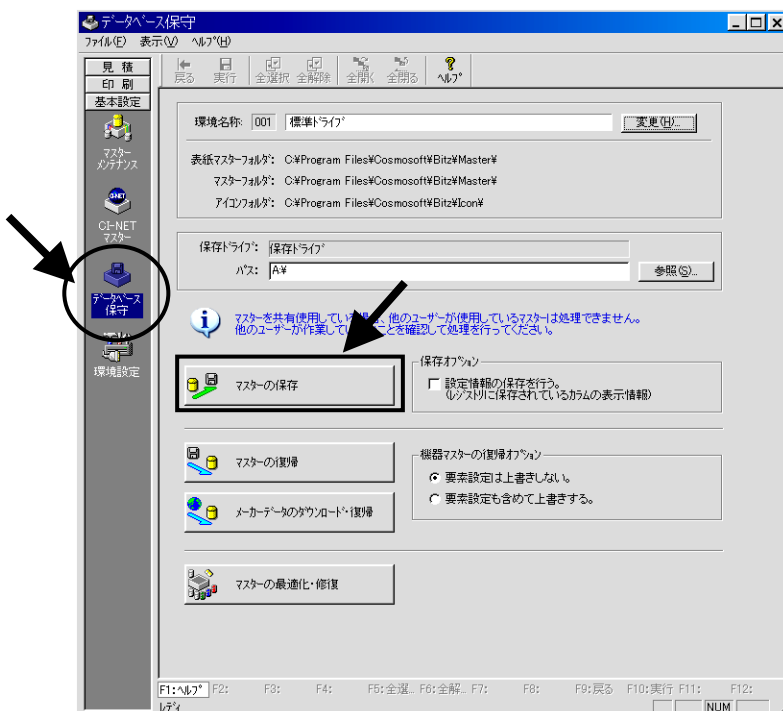 データベース保守
ファイル(F) 表示(V) ヘルプ(H)
見 積
印 刷
基本設定
マスター
メンテナンス
CI-NET
CI-NET
マスター
データベース
保守
環境設定
戻る 実行 全選択 全解除 全開く 全閉る ヘルプ
環境名称: 001 標準ドライブ 変更(H)...
表紙マスターフォルダ: C:¥Program Files¥Cosmosoft¥Bitz¥Master¥
マスターフォルダ: C:¥Program Files¥Cosmosoft¥Bitz¥Master¥
アイコンフォルダ: C:¥Program Files¥Cosmosoft¥Bitz¥Icon¥
保存ドライブ: 保存ドライブ
パス: A:¥ 参照(S)...
マスターを共有使用してい、他のユーザーが使用しているマスターは処理できません。
他のユーザーが作業してい ことを確認して処理を行ってください。
マスターの保存
保存オプション
設定情報の保存を行う。
(レジストリに保存されているカラムの表示情報)
マスターの復帰
メーカーデータのダウンロード・復帰
機器マスターの復帰オプション
要素設定は上書きしない。
要素設定も含めて上書きする。
マスターの最適化・修復
F1:ヘルプ F2: F3: F4: F5:全選... F6:全解... F7: F8: F9:戻る F10:実行 F11: F12:
レディ NUM